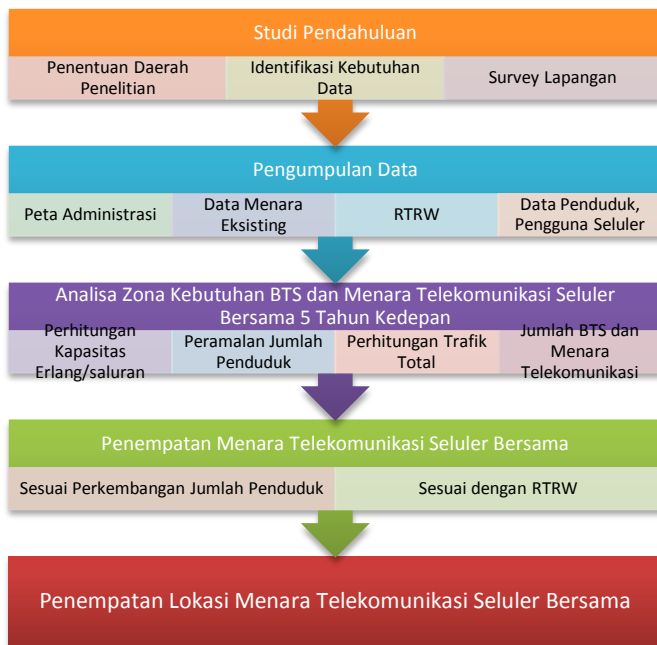 Studi Pendahuluan
Penentuan Daerah
Penelitian
Identifikasi Kebutuhan
Data
Survey Lapangan
Pengumpulan Data
Peta Administrasi
Data Menara
Eksisting
RTRW
Data Penduduk,
Pengguna Seluler
Analisa Zona Kebutuhan BTS dan Menara Telekomunikasi Seluler
Bersama 5 Tahun Kedepan
Perhitungan
Kapasitas
Erlang/saluran
Peramalan Jumlah
Penduduk
Perhitungan Trafik
Total
Jumlah BTS dan
Menara
Telekomunikasi
Penempatan Menara Telekomunikasi Seluler Bersama
Sesuai Perkembangan Jumlah Penduduk
Sesuai dengan RTRW
Penempatan Lokasi Menara Telekomunikasi Seluler Bersama